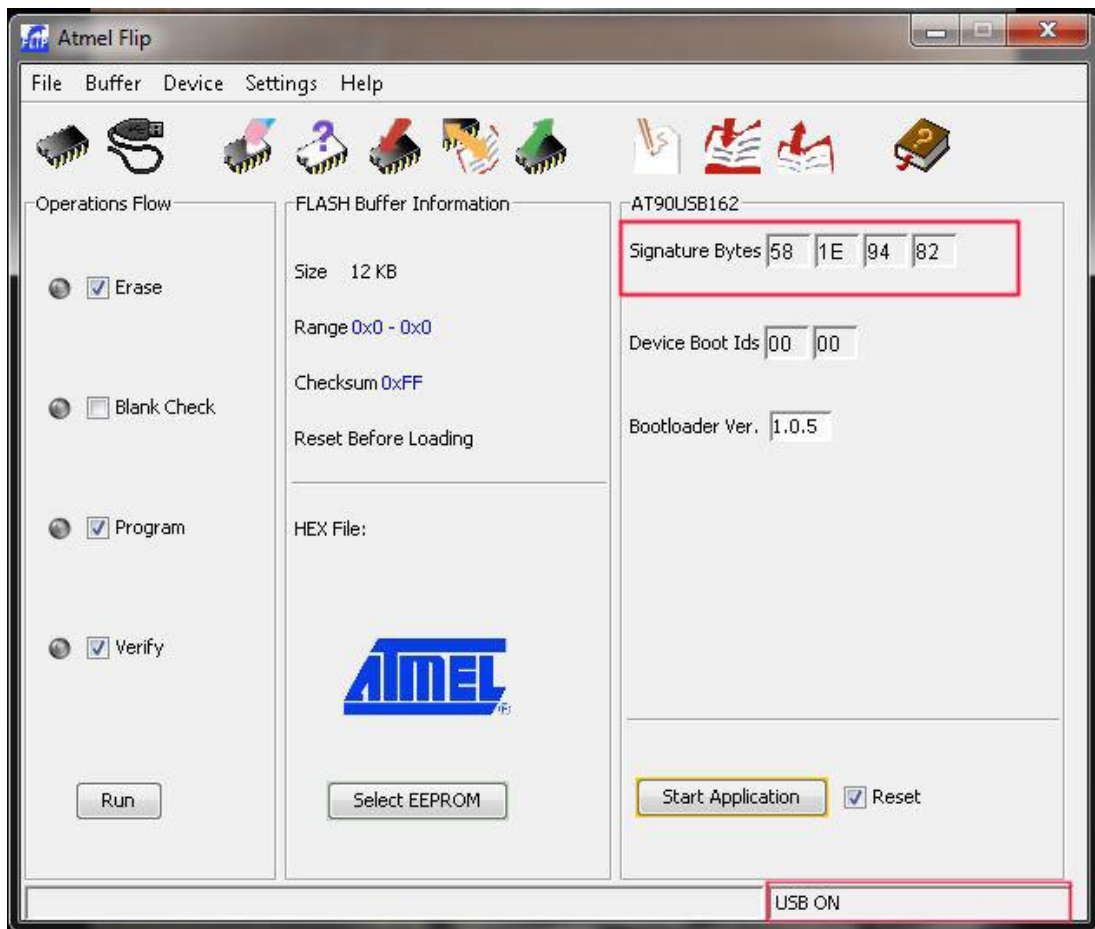 Atmel Flip
File Buffer Device Settings Help
Operations Flow
Erase
Blank Check
Program
Verify
Run
FLASH Buffer Information
Size 12 KB
Range 0x0 - 0x0
Checksum 0xFF
Reset Before Loading
HEX File:
ATMEL
Select EEPROM
AT90USB162
Signature Bytes 58 1E 94 82
Device Boot Ids 00 00
Bootloader Ver. 1.0.5
Start Application Reset
USB ON